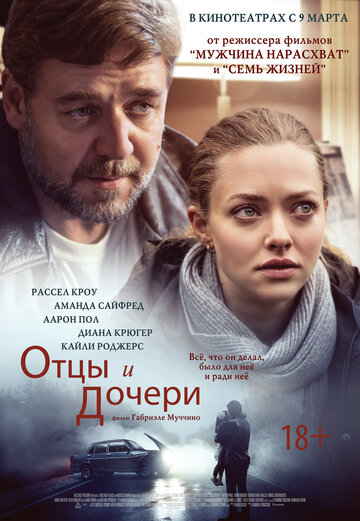 В КИНОТЕАТРАХ С 9 МАРТА
от режиссера фильмов
“МУЖЧИНА НАРАСХВАТ”
и “СЕМЬ ЖИЗНЕЙ”
РАССЕЛ КРОУ
АМАНДА САЙФРЕД
ААРОН ПОЛ
ДИАНА КРЮГЕР
КАЙЛИ РОДЖЕРС
Всё, что он делал,
было для неё
и ради неё
Отцы и
Дочери
фильм Габриэле Муччино
18+